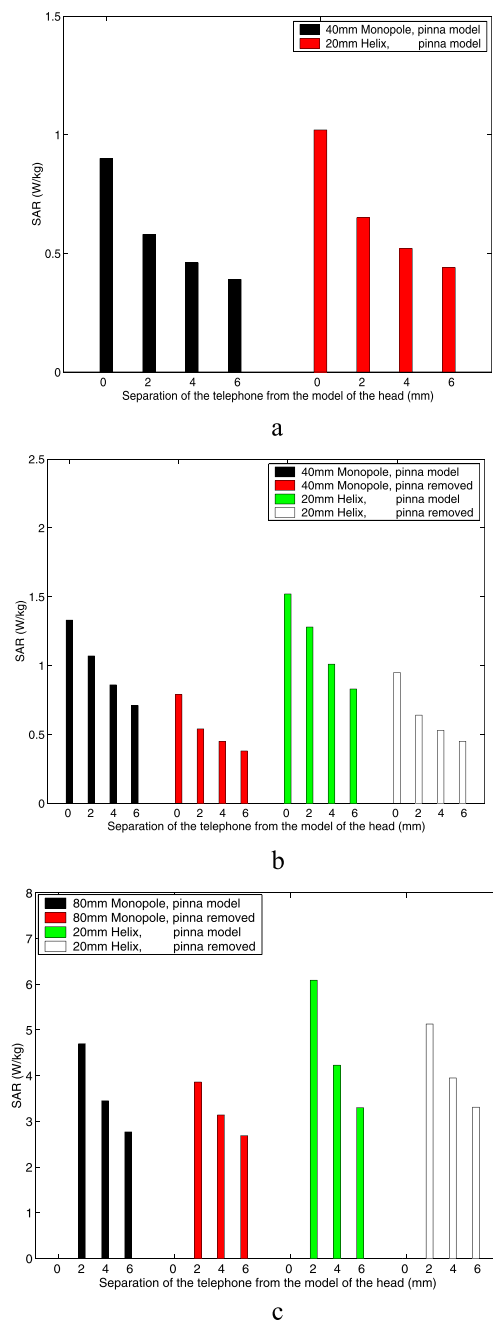 1.5
40mm Monopole, pinna model
20mm Helix, pinna model
1
SAR (W/kg)
0.5
0
0 2 4 6 0 2 4 6
Separation of the telephone from the model of the head (mm)
a
2.5
40mm Monopole, pinna model
40mm Monopole, pinna removed
20mm Helix, pinna model
20mm Helix, pinna removed
2
1.5
SAR (W/kg)
1
0.5
0
0 2 4 6 0 2 4 6 0 2 4 6 0 2 4 6
Separation of the telephone from the model of the head (mm)
b
8
80mm Monopole, pinna model
80mm Monopole, pinna removed
20mm Helix, pinna model
20mm Helix, pinna removed
7
6
5
SAR (W/kg)
4
3
2
1
0
0 2 4 6 0 2 4 6 0 2 4 6 0 2 4 6
Separation of the telephone from the model of the head (mm)
c